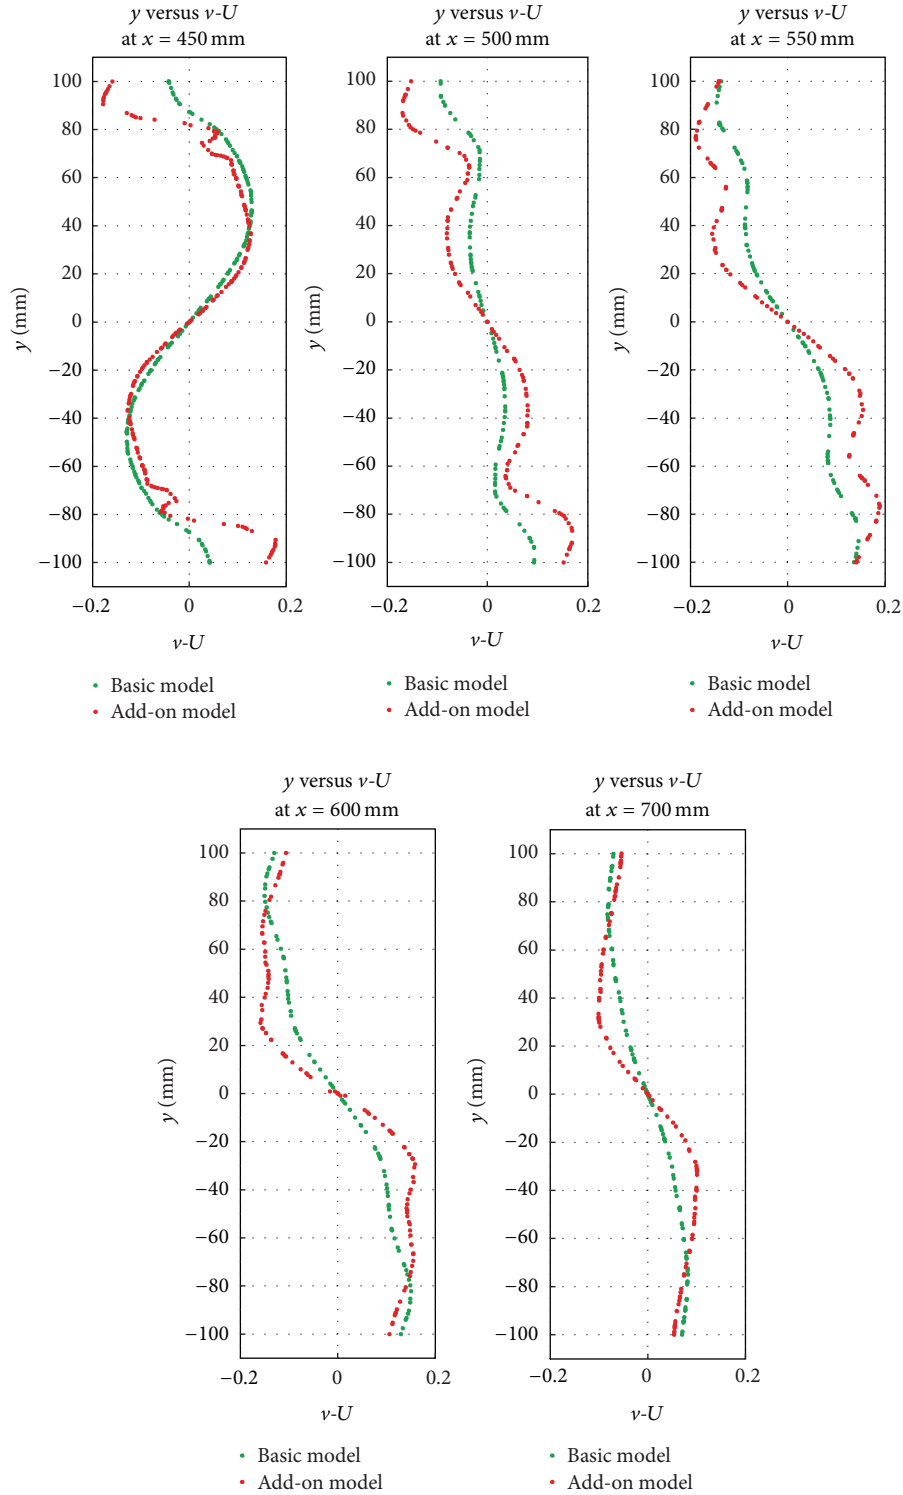 y versus v-U
at x = 450 mm
y versus v-U
at x = 500 mm
y versus v-U
at x = 550 mm
100
80
60
40
20
0
−20
−40
−60
−80
−100
y (mm)
−0.2
0
0.2
v-U
Basic model
Add-on model
100
80
60
40
20
0
−20
−40
−60
−80
−100
y (mm)
−0.2
0
0.2
v-U
Basic model
Add-on model
100
80
60
40
20
0
−20
−40
−60
−80
−100
y (mm)
−0.2
0
0.2
v-U
Basic model
Add-on model
y versus v-U
at x = 600 mm
y versus v-U
at x = 700 mm
100
80
60
40
20
0
−20
−40
−60
−80
−100
y (mm)
−0.2
0
0.2
v-U
Basic model
Add-on model
100
80
60
40
20
0
−20
−40
−60
−80
−100
y (mm)
−0.2
0
0.2
v-U
Basic model
Add-on model